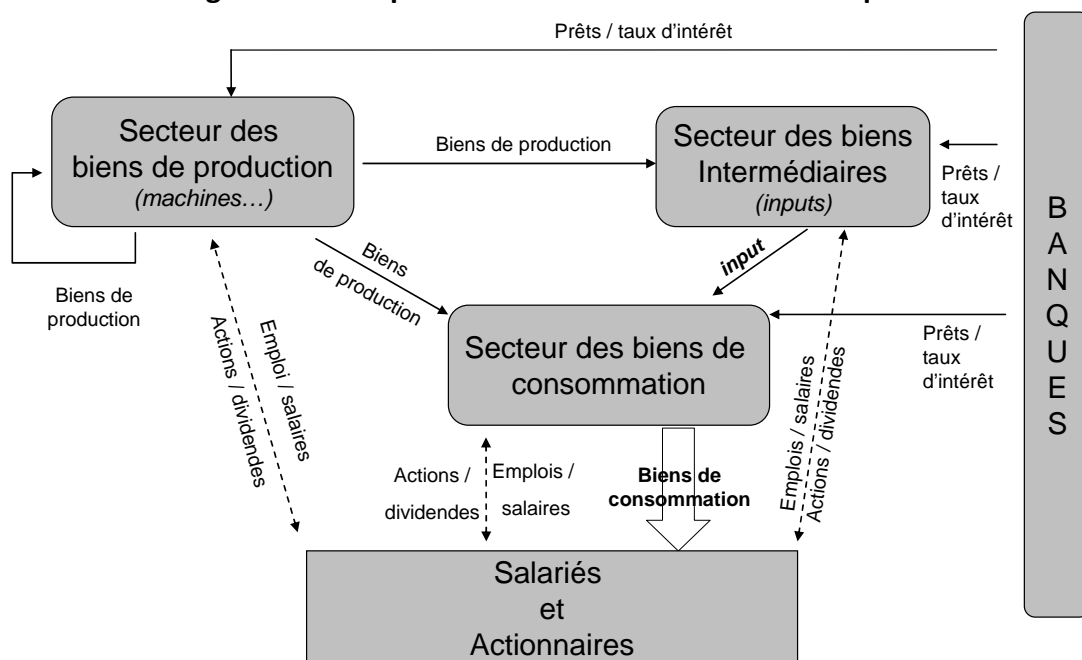 Prêts / taux d'intérêt
Secteur des
biens de production
(machines…)
Biens de production
Secteur des biens
Intermédiaires
(inputs)
Prêts /
taux
d'intérêt
B
A
N
Q
U
E
S
Biens de
production
Biens
de production
input
Secteur des biens de
consommation
Prêts /
taux
d'intérêt
Emploi / salaires
Actions / dividendes
Actions /
dividendes
Emplois /
salaires
Biens de
consommation
Emplois / salaires
Actions / dividendes
Salariés
et
Actionnaires